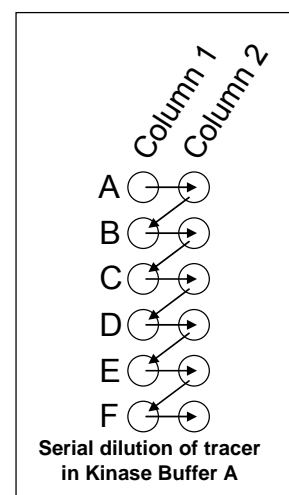 Column 1
Column 2
A
B
C
D
E
F
Serial dilution of tracer
in Kinase Buffer A